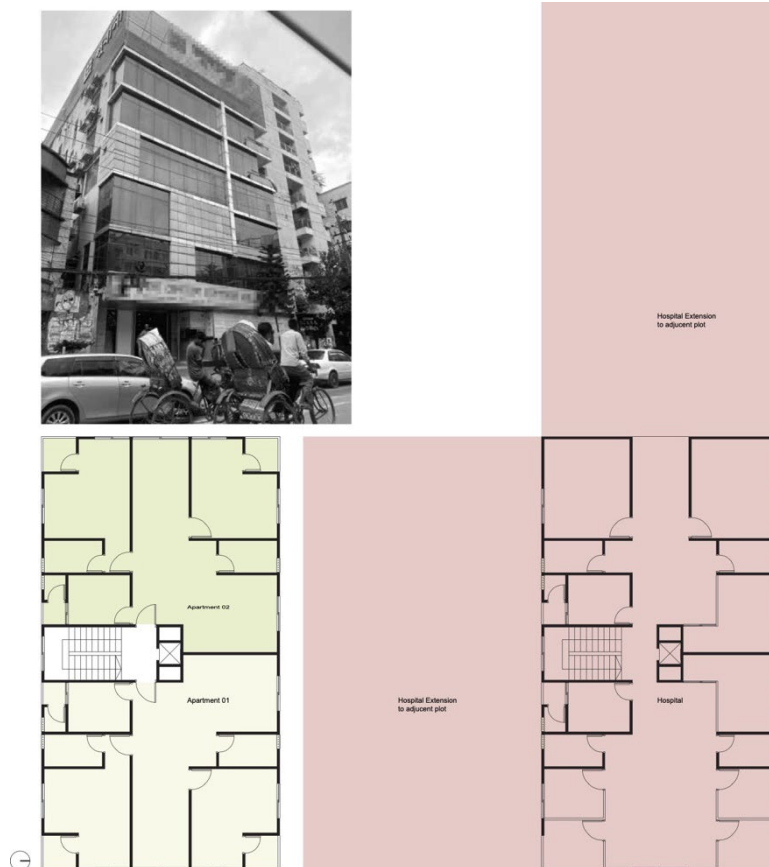 Hospital Extension
to adjucent plot
Apartment 02
Apartment 01
Hospital Extension
to adjucent plot
Hospital